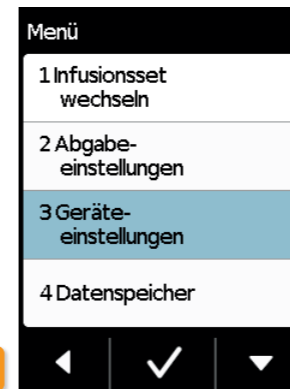 Menü
1 Infusionsset
wechseln
2 Abgabe-
einstellungen
3 Geräte-
einstellungen
4 Datenspeicher